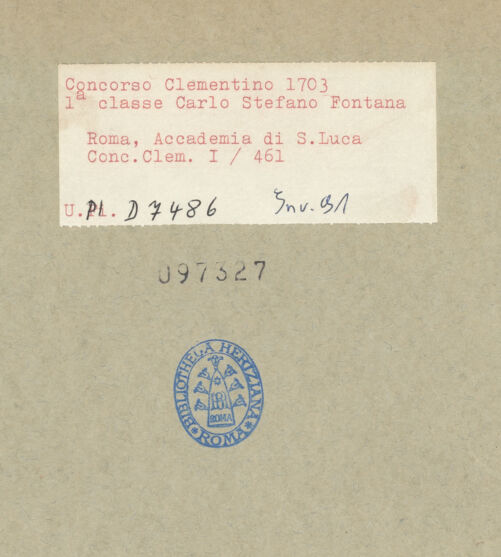 Concorso Clementino 1703
1ª classe Carlo Stefano Fontana
Roma, Accademia di S.Luca
Conc.Clem. I / 461
U.Pl. D 7486 Inv. 91
097327
BIBLIOTHECA HERTZIANA
ROMA
ROMA